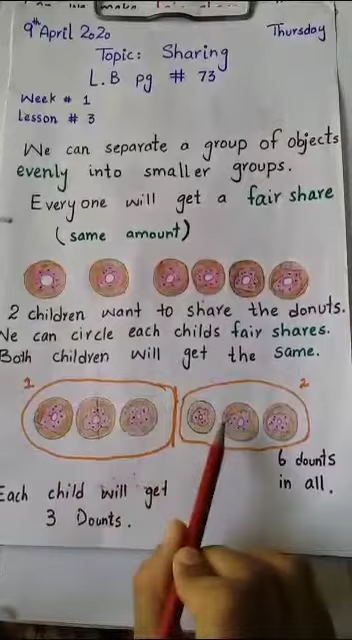 9th April 2020
Thursday
Topic: Sharing
L.B pg # 73
Week # 1
Lesson # 3
We can separate a group of objects
evenly into smaller groups.
Everyone will get a fair share
(same amount)
2 children want to share the donuts.
We can circle each childs fair shares.
Both children will get the same.
1
2
6 dounts
in all.
Each child will get
3 Dounts.